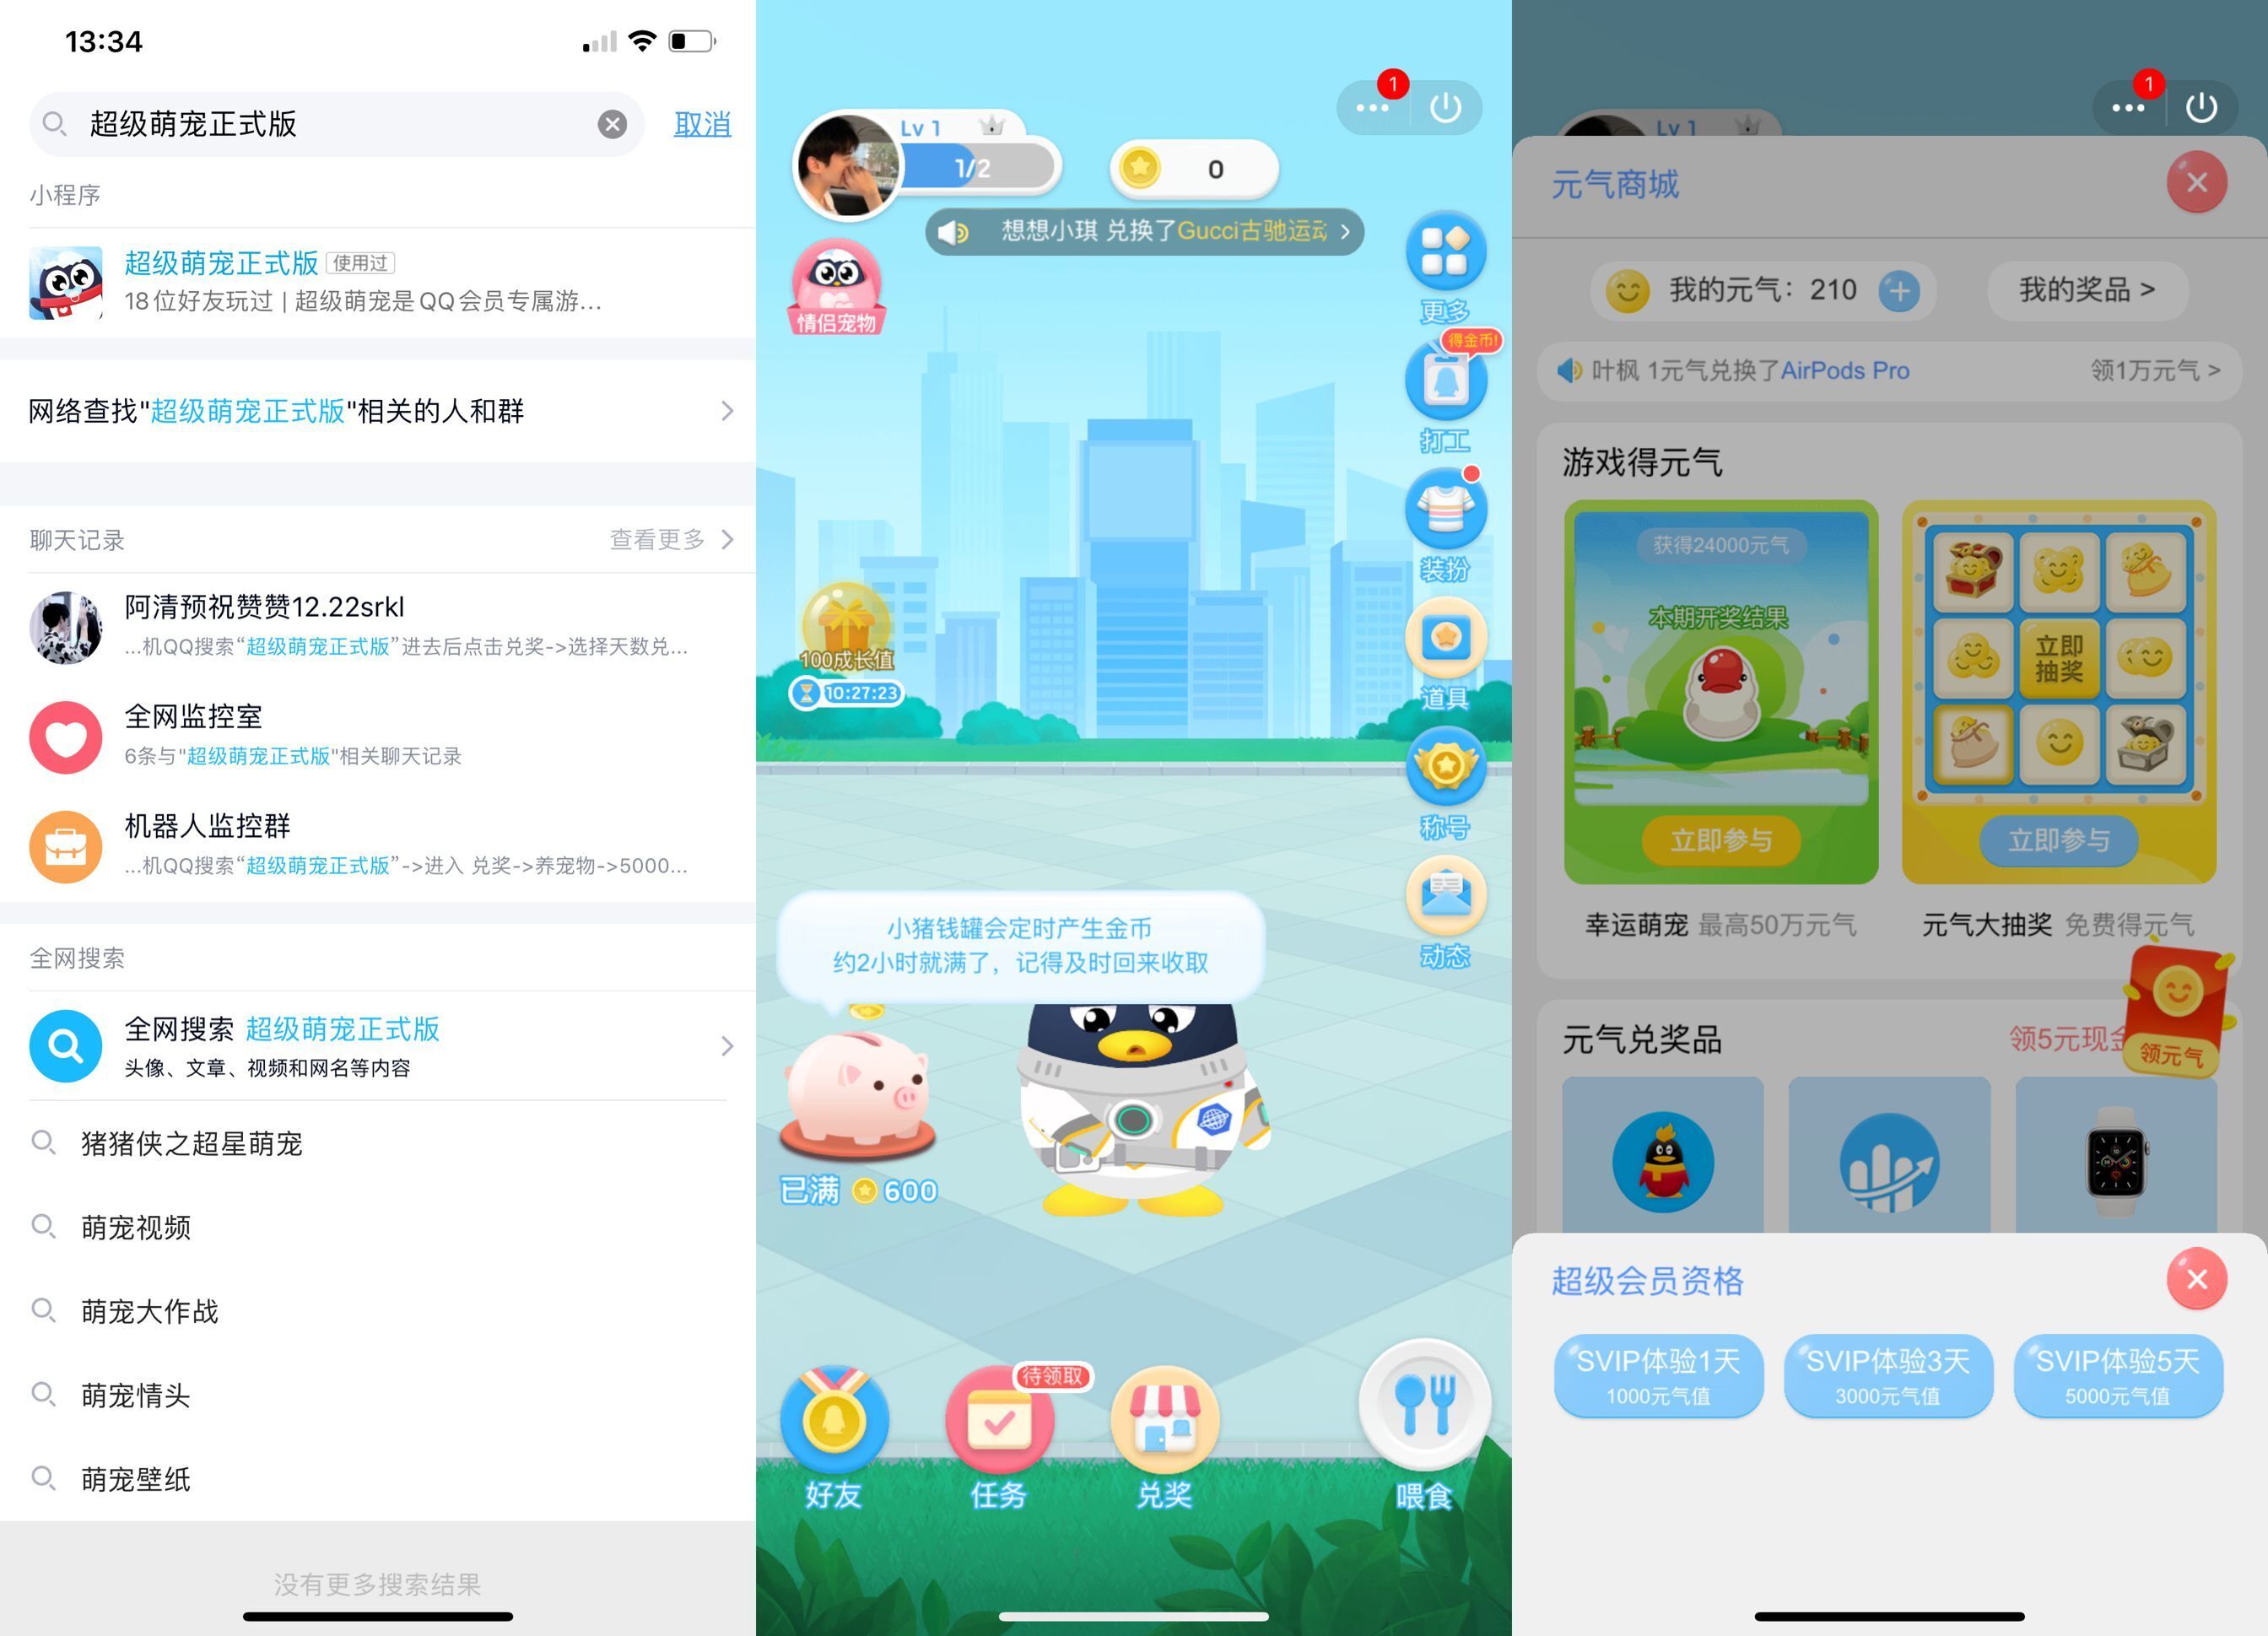 13:34
超级萌宠正式版
取消
小程序
超级萌宠正式版 使用过
18位好友玩过 | 超级萌宠是QQ会员专属游...
网络查找"超级萌宠正式版"相关的人和群
聊天记录
查看更多
阿清预祝赞赞12.22srkl
...机QQ搜索“超级萌宠正式版”进去后点击兑奖->选择天数兑...
全网监控室
6条与"超级萌宠正式版"相关聊天记录
机器人监控群
...机QQ搜索“超级萌宠正式版”->进入 兑奖->养宠物->5000...
全网搜索
全网搜索 超级萌宠正式版
头像、文章、视频和网名等内容
猪猪侠之超星萌宠
萌宠视频
萌宠大作战
萌宠情头
萌宠壁纸
没有更多搜索结果
1
Lv 1
1/2
0
想想小琪 兑换了Gucci古驰运动
情侣宠物
更多
得金币!
打工
装扮
100成长值
10:27:23
道具
称号
动态
小猪钱罐会定时产生金币
约2小时就满了，记得及时回来收取
已满 600
待领取
好友
任务
兑奖
喂食
1
Lv 1
元气商城
我的元气：210
我的奖品 >
叶枫 1元气兑换了AirPods Pro
领1万元气 >
游戏得元气
获得24000元气
本期开奖结果
立即参与
立即
抽奖
立即参与
幸运萌宠 最高50万元气
元气大抽奖 免费得元气
元气兑奖品
领5元现金
领元气
超级会员资格
SVIP体验1天
1000元气值
SVIP体验3天
3000元气值
SVIP体验5天
5000元气值